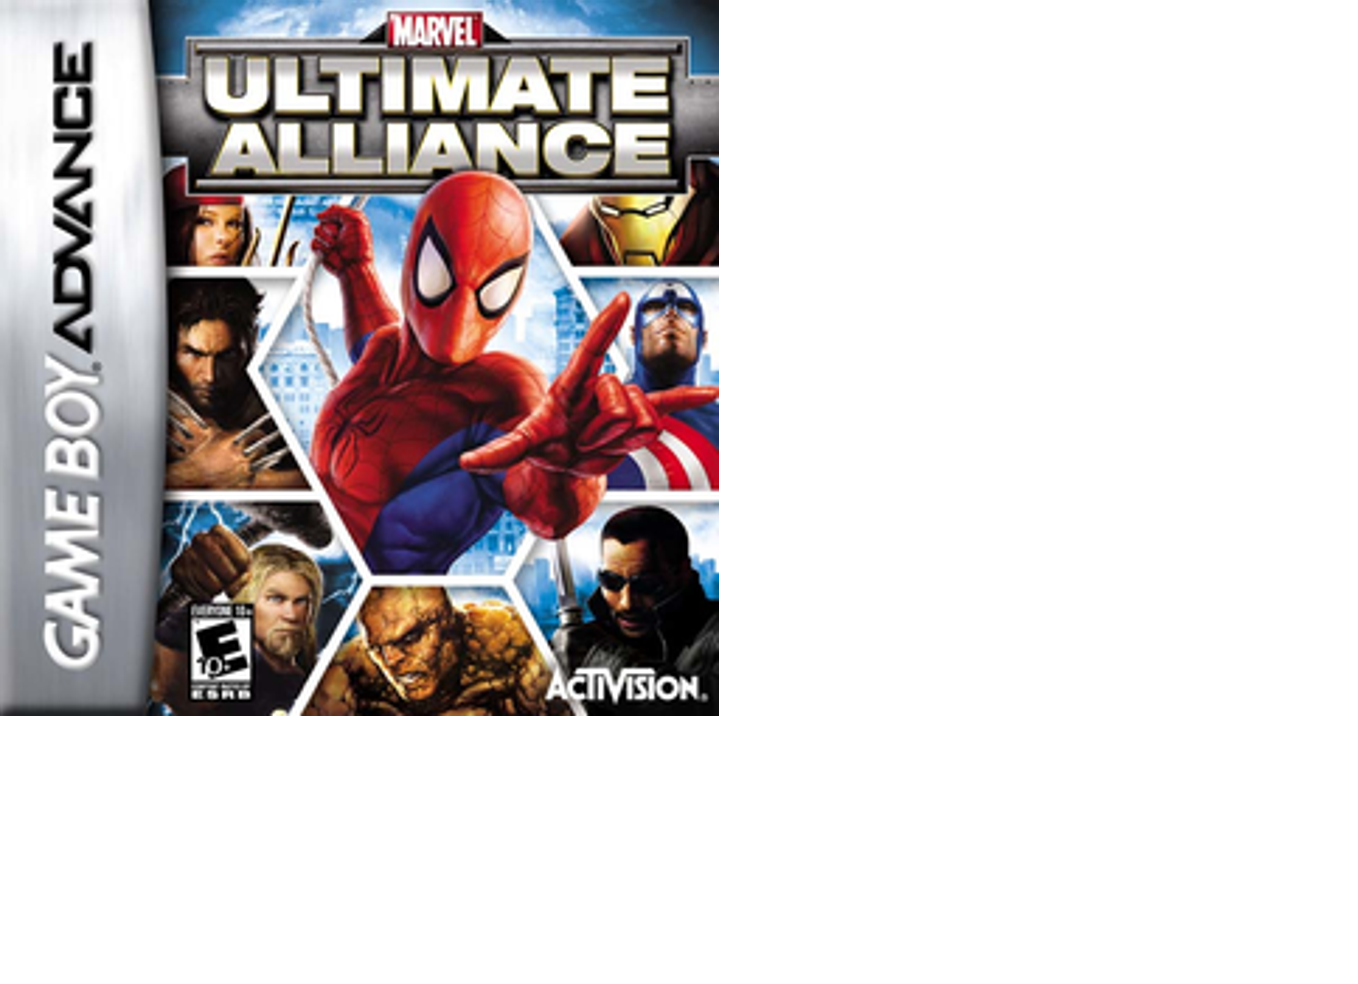 MARVEL
ULTIMATE
ALLIANCE
GAME BOY ADVANCE
EVERYONE 10+
E
10+
ESRB
ACTIVISION